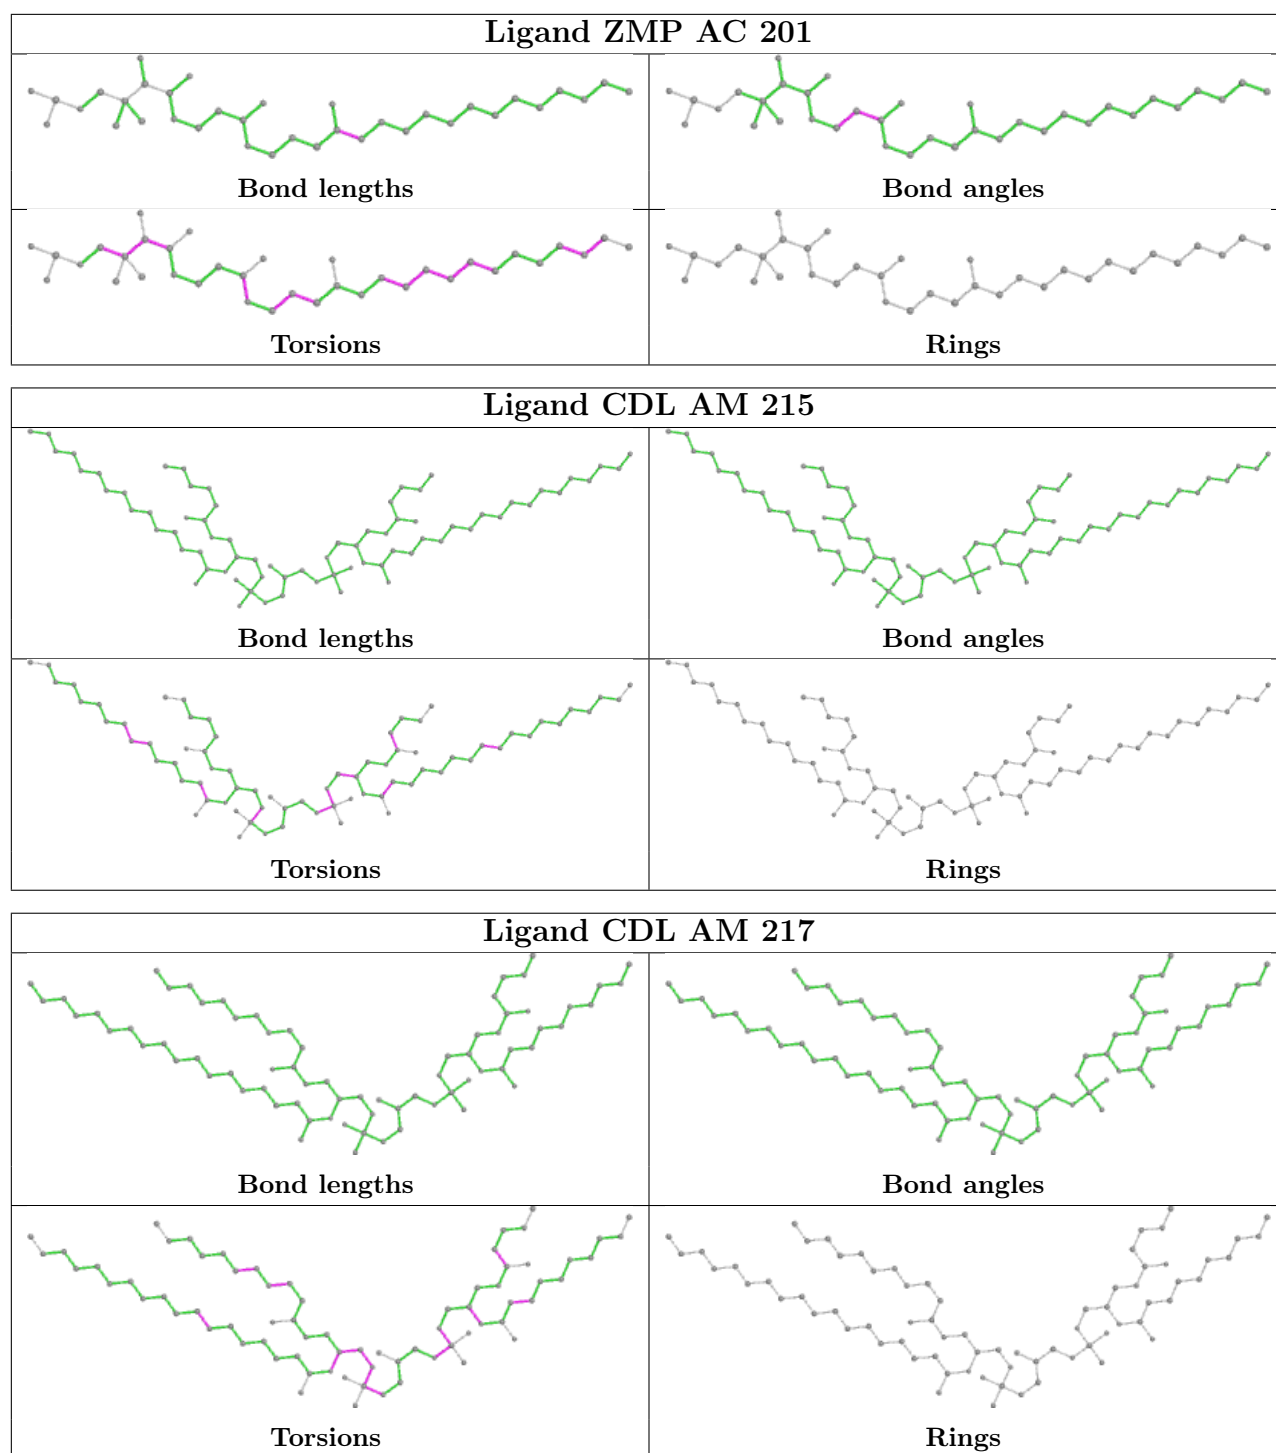 Ligand ZMP AC 201
Bond lengths
Bond angles
Torsions
Rings
Ligand CDL AM 215
Bond lengths
Bond angles
Torsions
Rings
Ligand CDL AM 217
Bond lengths
Bond angles
Torsions
Rings